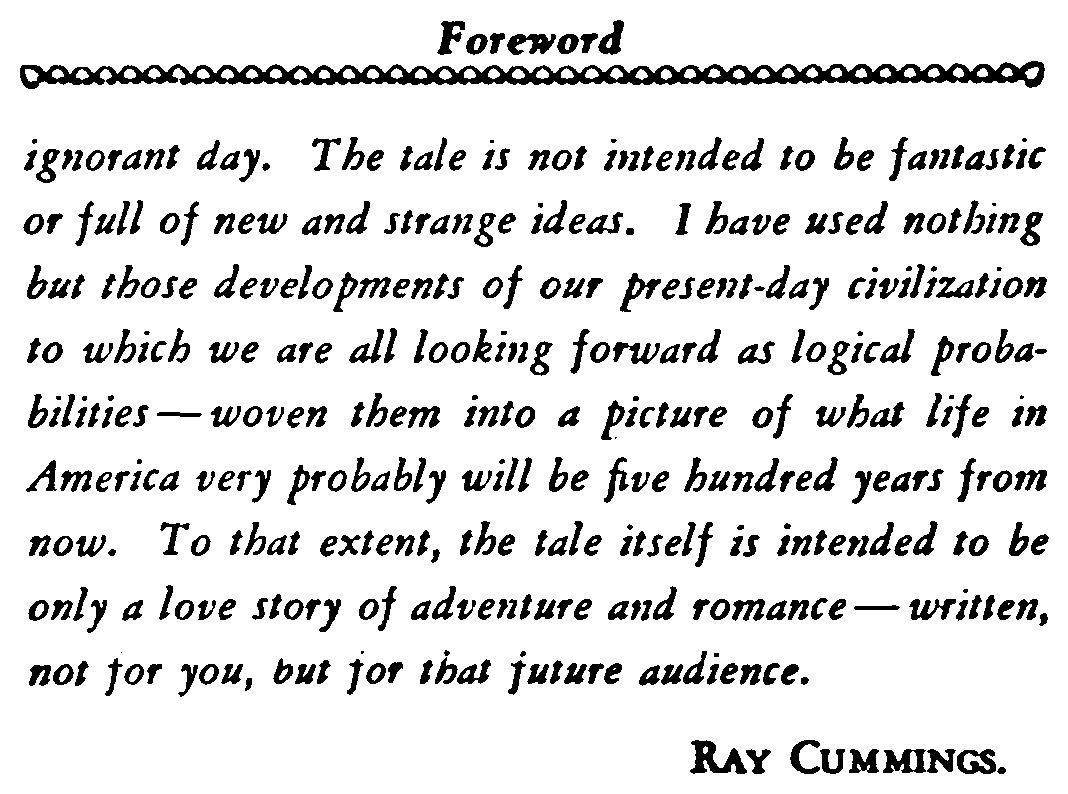 Foreword
ignorant day. The tale is not intended to be fantastic
or full of new and strange ideas. I have used nothing
but those developments of our present-day civilization
to which we are all looking forward as logical proba-
bilities—woven them into a picture of what life in
America very probably will be five hundred years from
now. To that extent, the tale itself is intended to be
only a love story of adventure and romance—written,
not for you, but for that future audience.
RAY CUMMINGS.